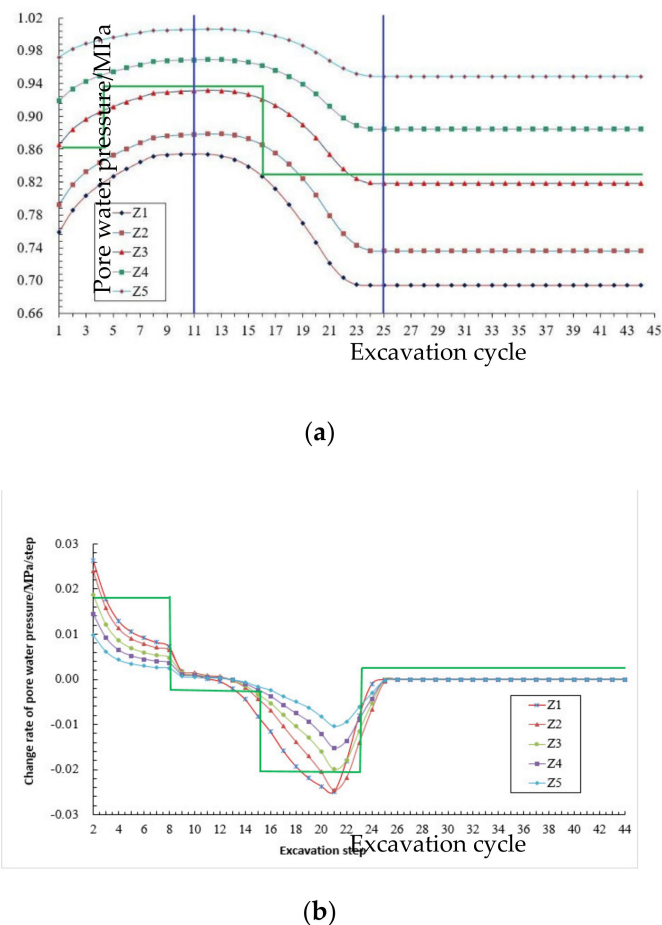 1.02
0.98
0.94
0.90
0.86
0.82
0.78
0.74
0.70
0.66
Pore water pressure/MPa
Z1
Z2
Z3
Z4
Z5
1 3 5 7 9 11 13 15 17 19 21 23 25 27 29 31 33 35 37 39 41 43 45
Excavation cycle
(a)
0.03
0.02
0.01
0.00
-0.01
-0.02
-0.03
Change rate of pore water pressure/MPa/step
Z1
Z2
Z3
Z4
Z5
2 4 6 8 10 12 14 16 18 20 22 24 26 28 30 32 34 36 38 40 42 44
Excavation step
Excavation cycle
(b)